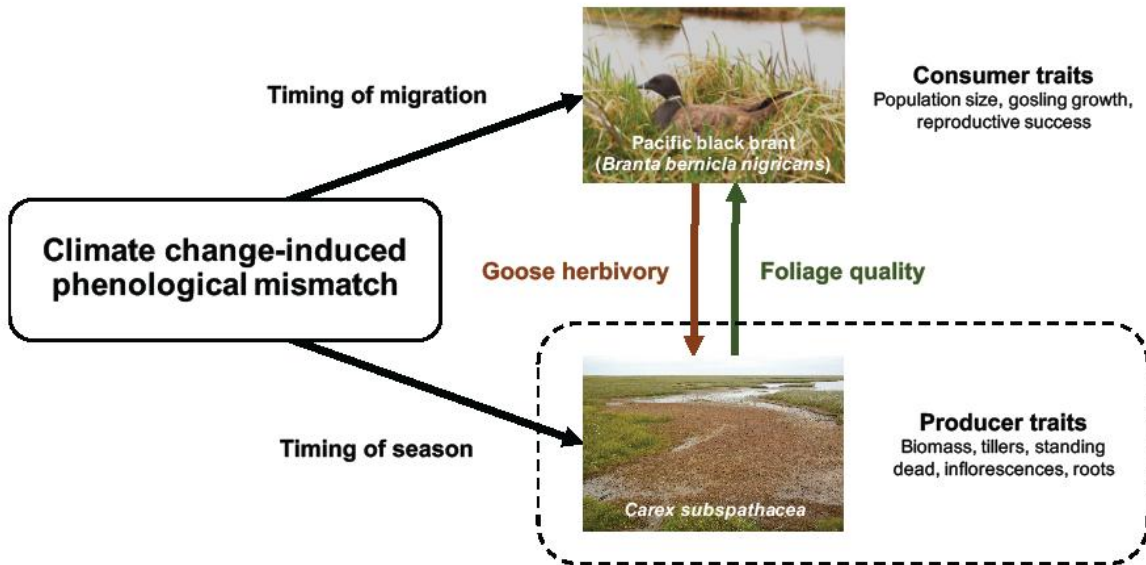 Timing of migration
Pacific black brant
(Branta bernicla nigricans)
Consumer traits
Population size, gosling growth,
reproductive success
Climate change-induced
phenological mismatch
Goose herbivory
Foliage quality
Timing of season
Carex subspathacea
Producer traits
Biomass, tillers, standing
dead, inflorescences, roots